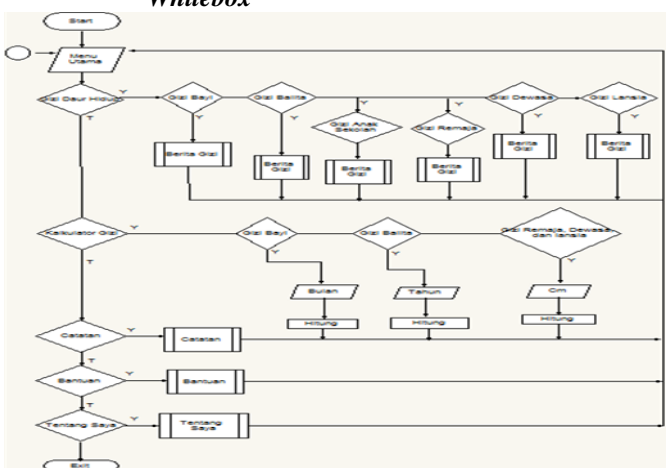 Whitebox
Start
Menu
Utama
Gizi Daur Hidup
Y
Gizi Bayi
Gizi Balita
Gizi Dewasa
Gizi Lansia
Y
Y
Y
Y
Y
Y
T
Gizi Anak
Sekolah
Gizi Remaja
Berita Gizi
Berita
Gizi
Berita
Gizi
Berita
Gizi
Berita
Gizi
Berita
Gizi
Kalkulator Gizi
Y
Gizi Bayi
Gizi Balita
Gizi Remaja, Dewasa,
dan lansia
T
Y
Y
Y
Bulan
Tahun
Cm
Hitung
Hitung
Hitung
Catatan
Y
Catatan
T
Bantuan
Y
Bantuan
T
Tentang Saya
Y
Tentang
Saya
Exit